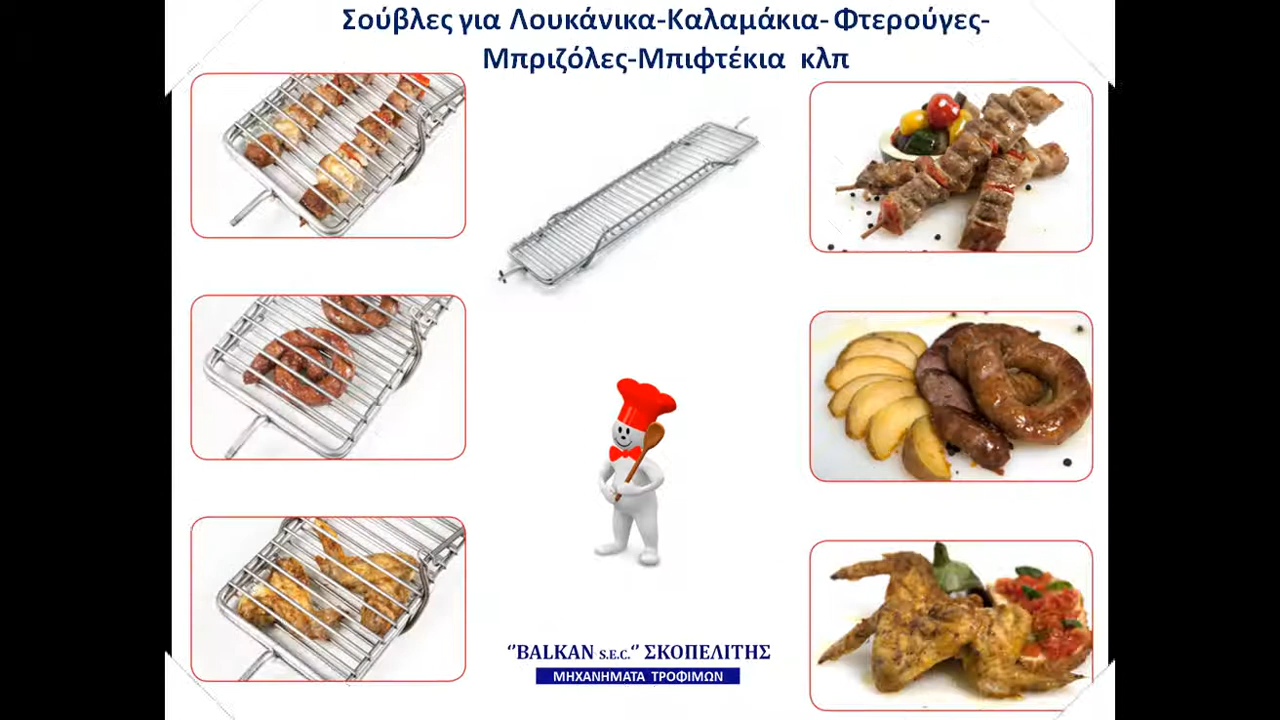 Σούβλες για Λουκάνικα-Καλαμάκια- Φτερούγες-
Μπριζόλες-Μπιφτέκια κλπ
‘’BALKAN S.E.C.‘’ ΣΚΟΠΕΛΙΤΗΣ
ΜΗΧΑΝΗΜΑΤΑ ΤΡΟΦΙΜΩΝ